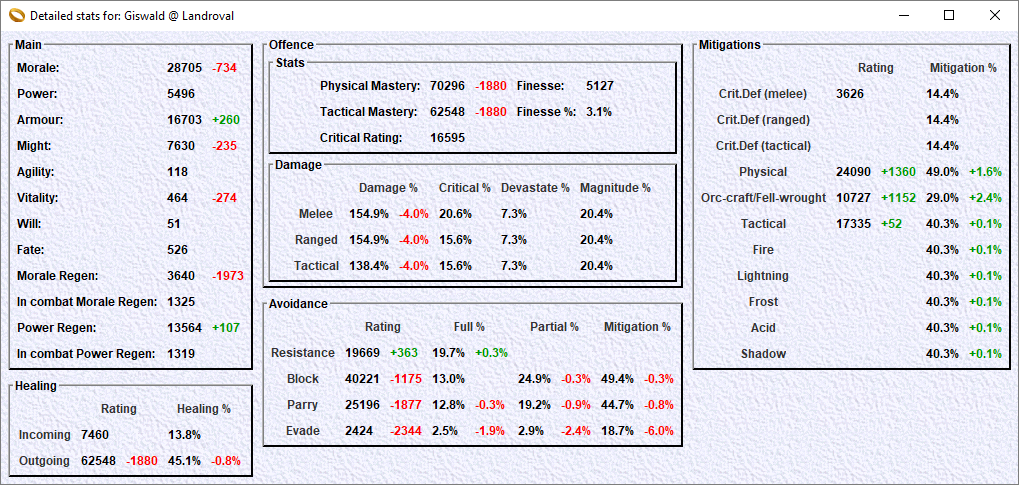 Detailed stats for: Giswald @ Landroval
Main
Morale: 28705 -734
Power: 5496
Armour: 16703 +260
Might: 7630 -235
Agility: 118
Vitality: 464 -274
Will: 51
Fate: 526
Morale Regen: 3640 -1973
In combat Morale Regen: 1325
Power Regen: 13564 +107
In combat Power Regen: 1319
Healing
Rating Healing %
Incoming 7460 13.8%
Outgoing 62548 -1880 45.1% -0.8%
Offence
Stats
Physical Mastery: 70296 -1880 Finesse: 5127
Tactical Mastery: 62548 -1880 Finesse %: 3.1%
Critical Rating: 16595
Damage
Damage % Critical % Devastate % Magnitude %
Melee 154.9% -4.0% 20.6% 7.3% 20.4%
Ranged 154.9% -4.0% 15.6% 7.3% 20.4%
Tactical 138.4% -4.0% 15.6% 7.3% 20.4%
Avoidance
Rating Full % Partial % Mitigation %
Resistance 19669 +363 19.7% +0.3%
Block 40221 -1175 13.0% 24.9% -0.3% 49.4% -0.3%
Parry 25196 -1877 12.8% -0.3% 19.2% -0.9% 44.7% -0.8%
Evade 2424 -2344 2.5% -1.9% 2.9% -2.4% 18.7% -6.0%
Mitigations
Rating Mitigation %
Crit.Def (melee) 3626 14.4%
Crit.Def (ranged) 14.4%
Crit.Def (tactical) 14.4%
Physical 24090 +1360 49.0% +1.6%
Orc-craft/Fell-wrought 10727 +1152 29.0% +2.4%
Tactical 17335 +52 40.3% +0.1%
Fire 40.3% +0.1%
Lightning 40.3% +0.1%
Frost 40.3% +0.1%
Acid 40.3% +0.1%
Shadow 40.3% +0.1%